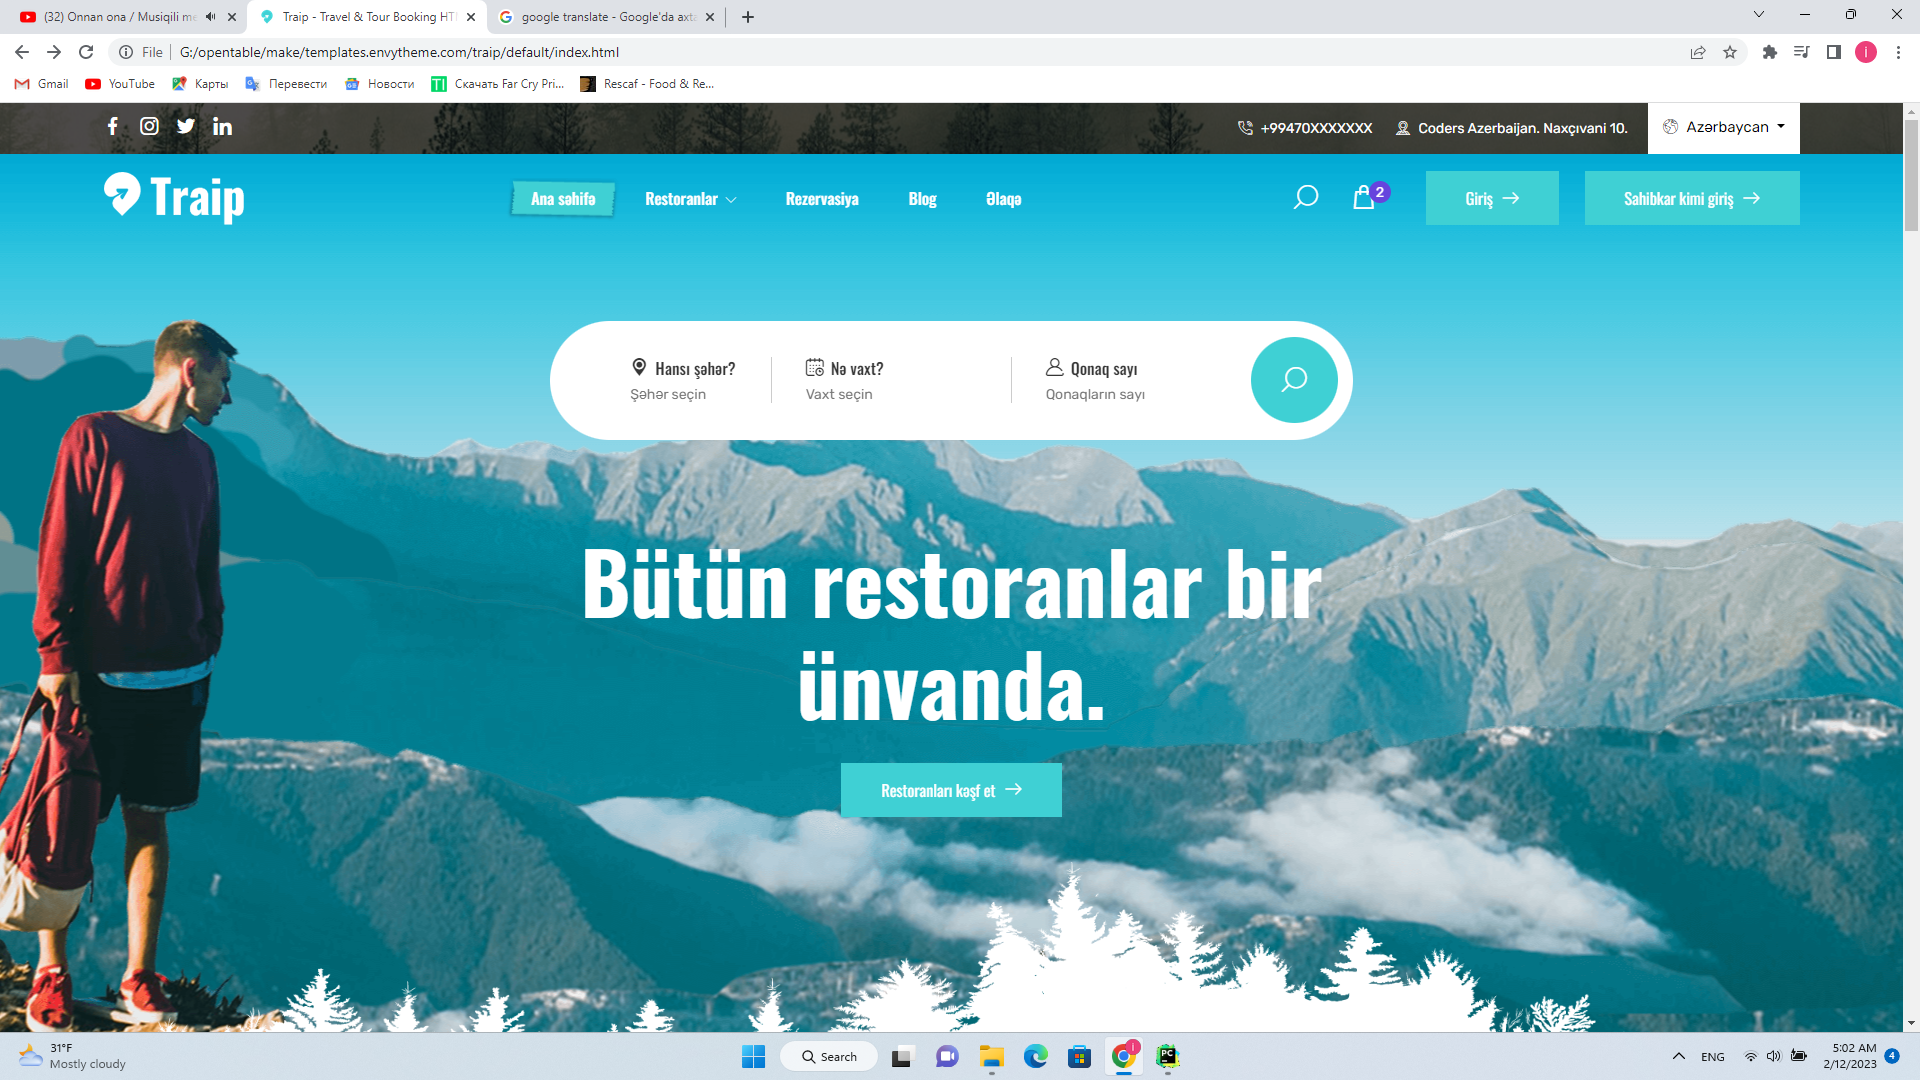 (32) Onnan ona / Musiqili me
Traip - Travel & Tour Booking HT
google translate - Google'da axta
File
G:/opentable/make/templates.envytheme.com/traip/default/index.html
i
Gmail
YouTube
Карты
Перевести
Новости
Скачать Far Cry Pri...
Rescaf - Food & Re...
+99470XXXXXXX
Coders Azerbaijan. Naxçıvani 10.
Azərbaycan
Traip
Ana səhifə
Restoranlar
Rezervasiya
Blog
Əlaqə
2
Giriş
Sahibkar kimi giriş
Hansı şəhər?
Şəhər seçin
Nə vaxt?
Vaxt seçin
Qonaq sayı
Qonaqların sayı
Bütün restoranlar bir
ünvanda.
Restoranları kəşf et
31°F
Mostly cloudy
Search
ENG
5:02 AM
2/12/2023
4